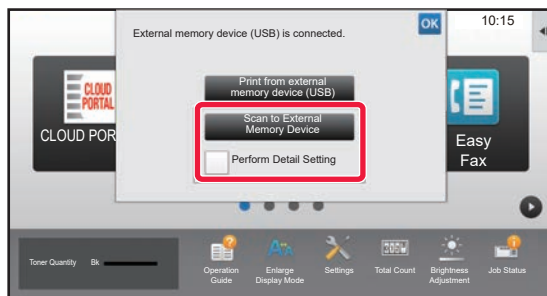 External memory device (USB) is connected.
OK
10:15
Print from external
memory device (USB)
Scan to External
Memory Device
Perform Detail Setting
CLOUD
PORTAL
CLOUD POR
Easy
Fax
Toner Quantity
Bk
Operation
Guide
Enlarge
Display Mode
Settings
Total Count
Brightness
Adjustment
Job Status